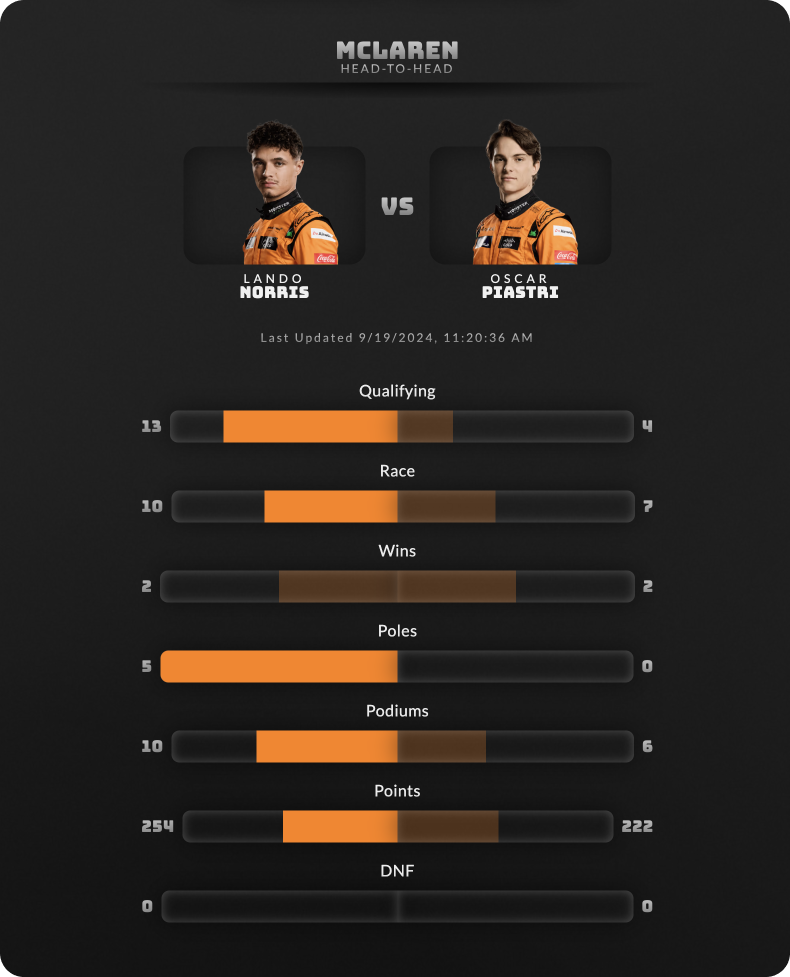 MCLAREN
HEAD-TO-HEAD
VS
LANDO
NORRIS
OSCAR
PIASTRI
Last Updated 9/19/2024, 11:20:36 AM
Qualifying
13 4
Race
10 7
Wins
2 2
Poles
5 0
Podiums
10 6
Points
254 222
DNF
0 0